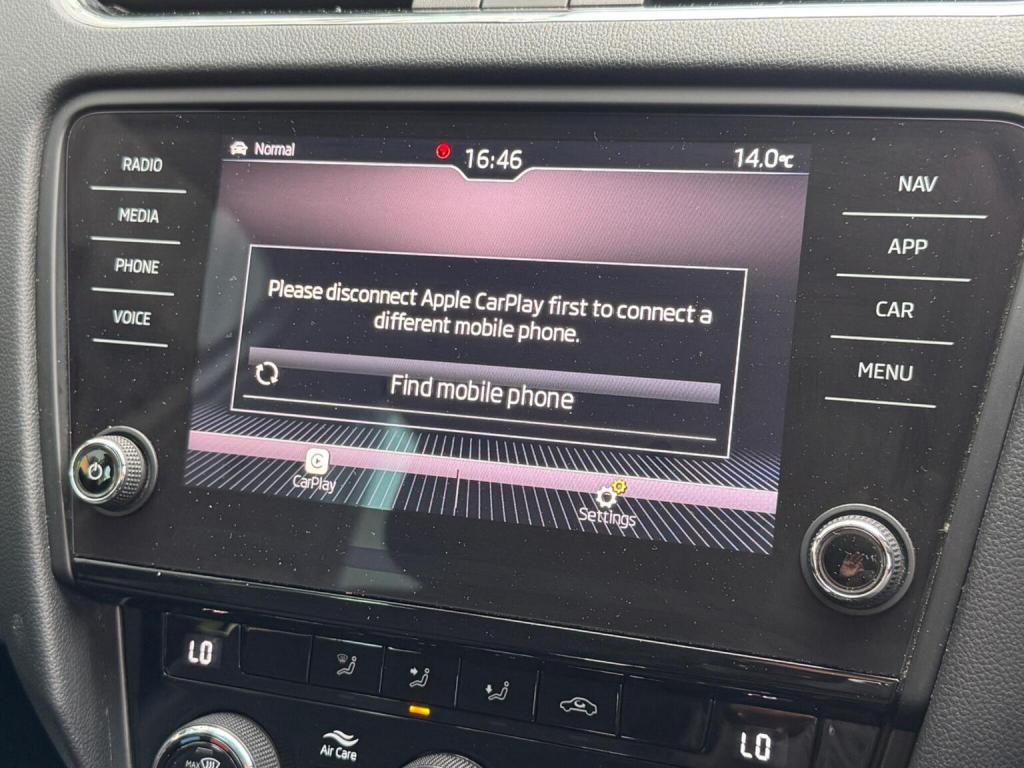 Normal
16:46
14.0°C
RADIO
MEDIA
PHONE
VOICE
NAV
APP
CAR
MENU
Please disconnect Apple CarPlay first to connect a
different mobile phone.
Find mobile phone
CarPlay
Settings
LO
LO
Air Care
MAX